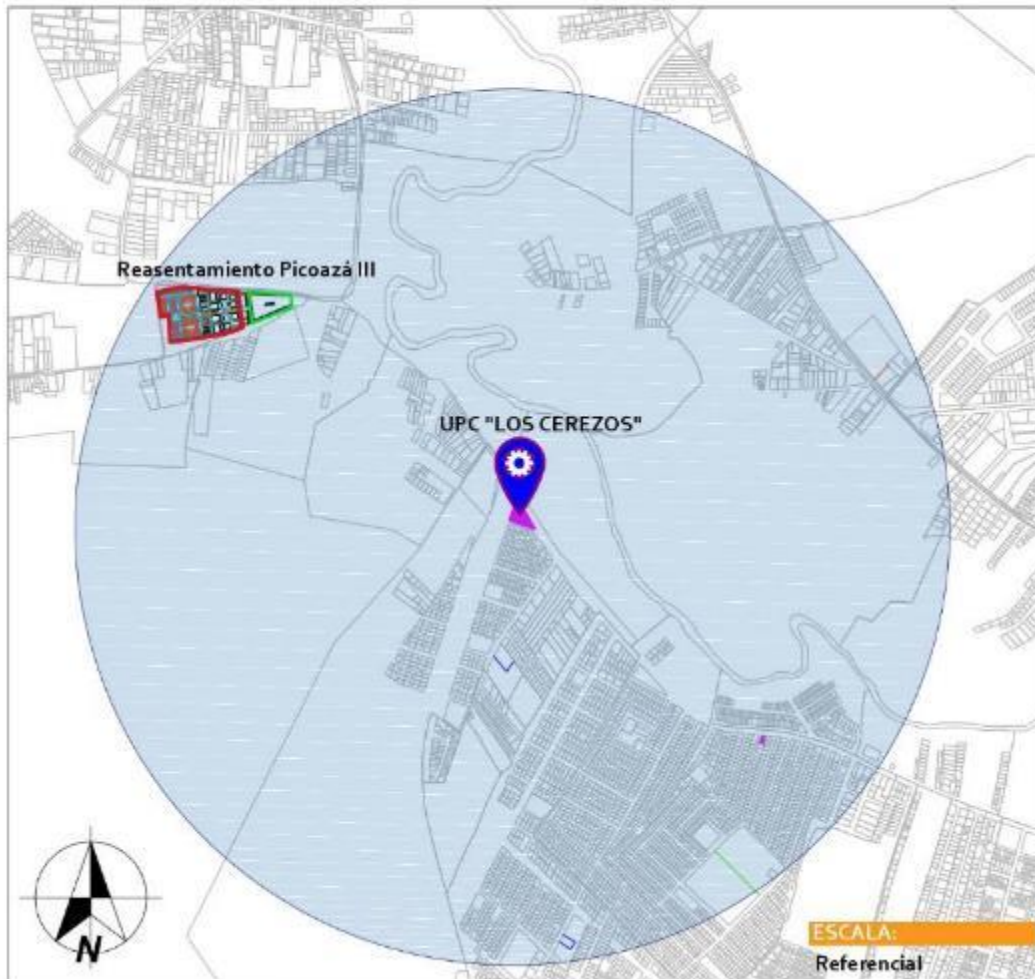 Reasentamiento Picoazá III
UPC "LOS CEREZOS"
N
ESCALA:
Referencial